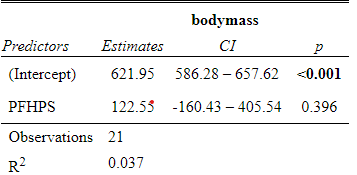 bodymass
Predictors Estimates CI p
(Intercept) 621.95 586.28 – 657.62 <0.001
PFHPS 122.55 -160.43 – 405.54 0.396
Observations 21
R² 0.037